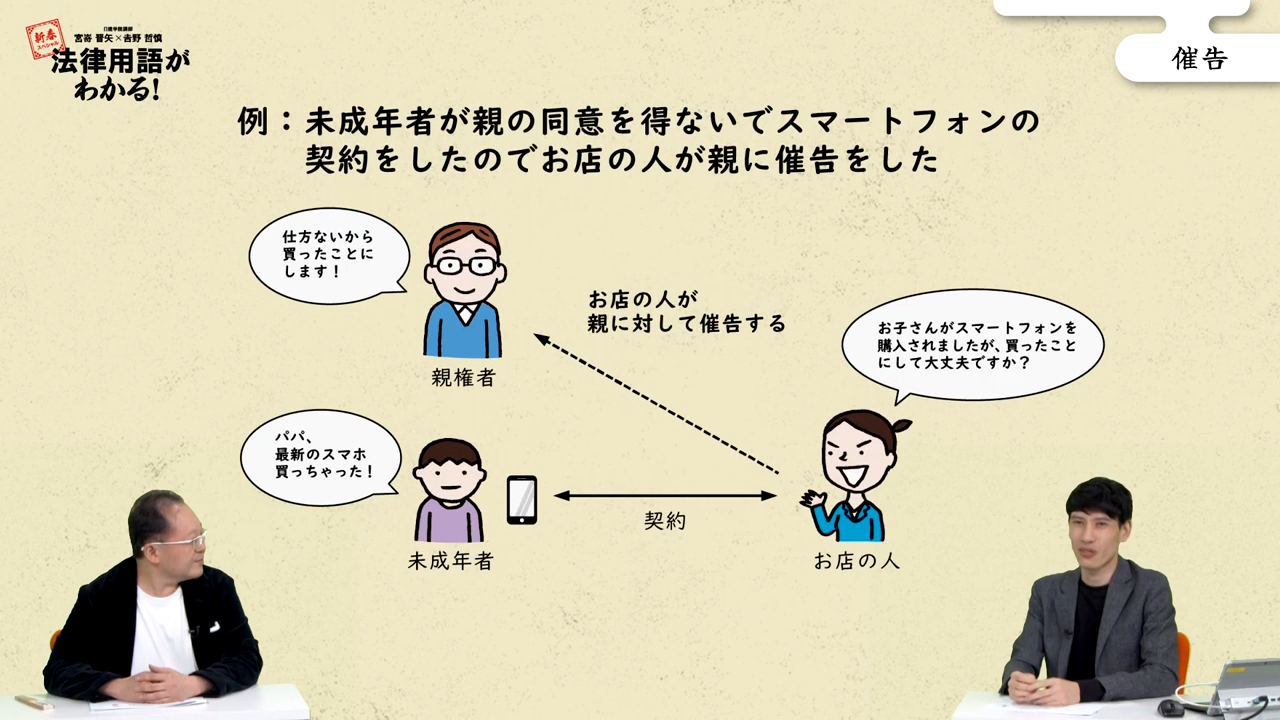 新春
スペシャル
日建学院講師
宮嵜 晋矢×𠮷野 哲慎
法律用語が
わかる!
催告
例：未成年者が親の同意を得ないでスマートフォンの
契約をしたのでお店の人が親に催告をした
仕方ないから
買ったことに
します！
親権者
お店の人が
親に対して催告する
お子さんがスマートフォンを
購入されましたが、買ったこと
にして大丈夫ですか？
パパ、
最新のスマホ
買っちゃった！
未成年者
契約
お店の人